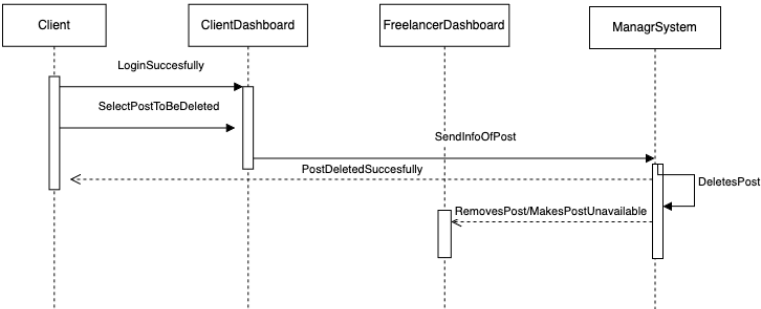 Client
ClientDashboard
FreelancerDashboard
ManagrSystem
LoginSuccesfully
SelectPostToBeDeleted
SendInfoOfPost
PostDeletedSuccesfully
DeletesPost
RemovesPost/MakesPostUnavailable